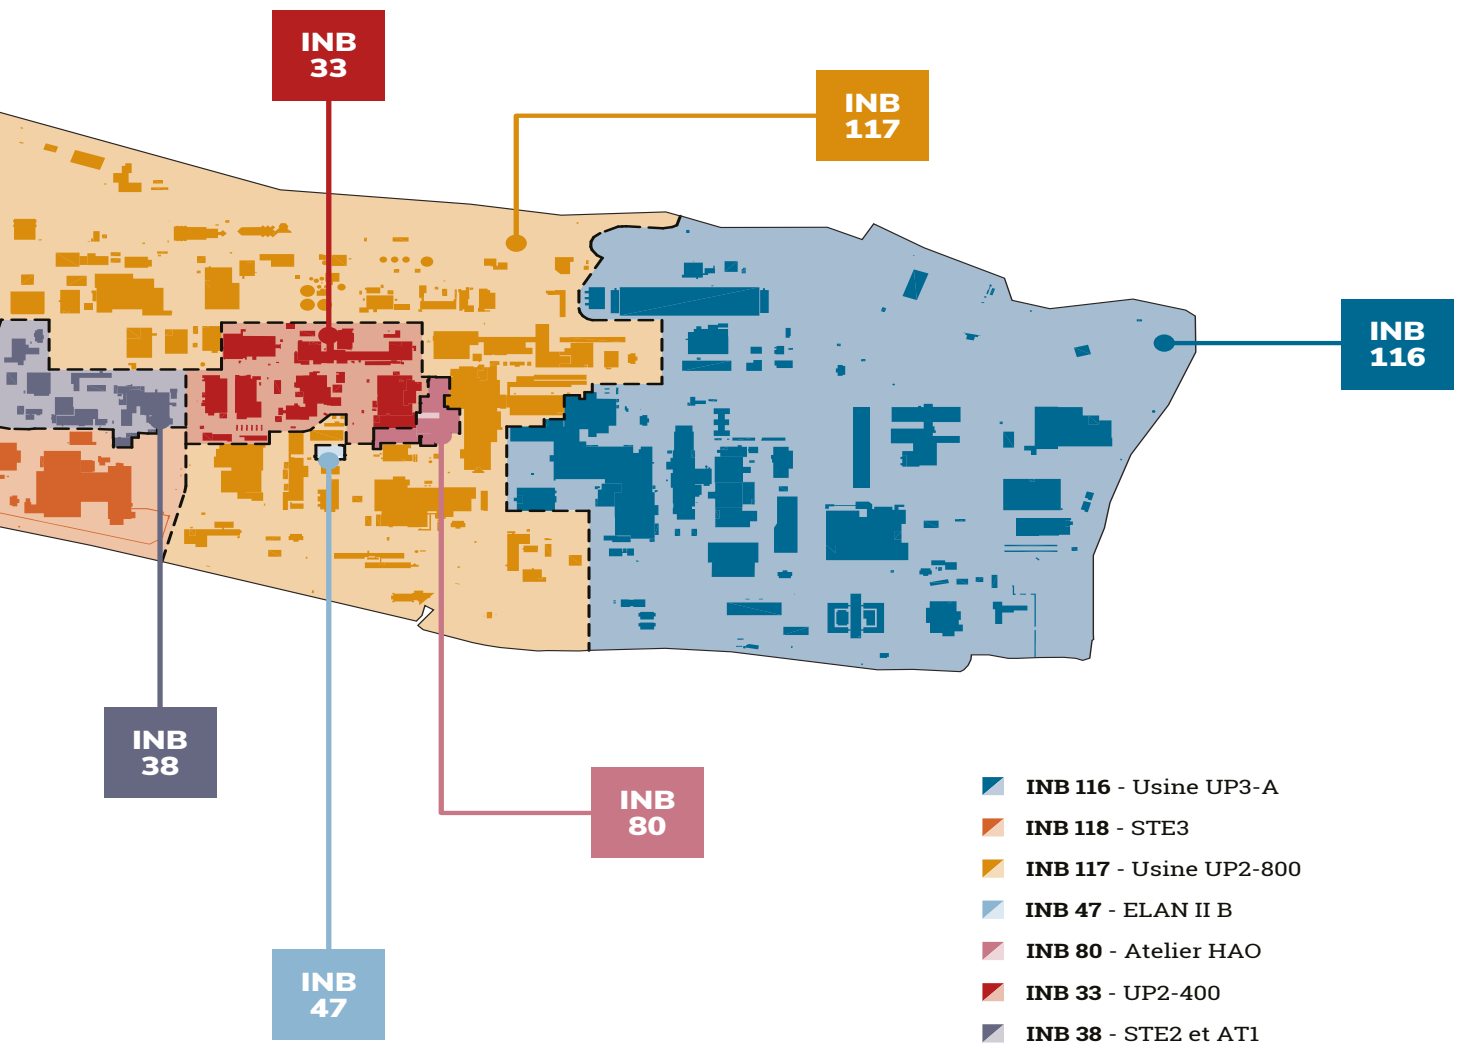 INB
33
INB
117
INB
116
INB
38
INB
80
INB
47
INB 116 - Usine UP3-A
INB 118 - STE3
INB 117 - Usine UP2-800
INB 47 - ELAN II B
INB 80 - Atelier HAO
INB 33 - UP2-400
INB 38 - STE2 et AT1